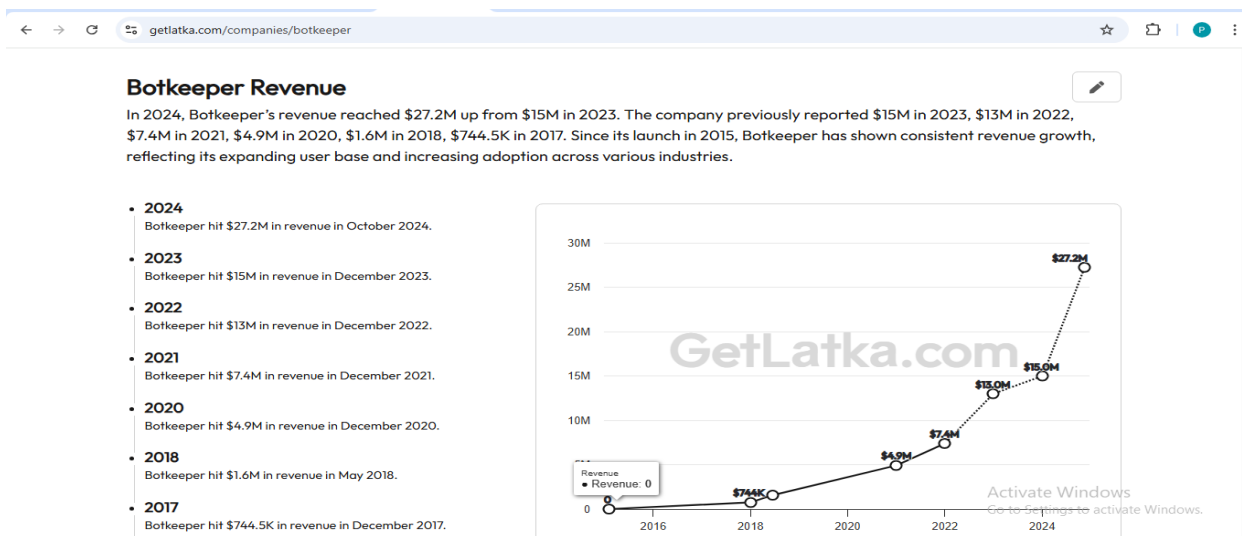 getlatka.com/companies/botkeeper
P
Botkeeper Revenue
In 2024, Botkeeper's revenue reached $27.2M up from $15M in 2023. The company previously reported $15M in 2023, $13M in 2022,
$7.4M in 2021, $4.9M in 2020, $1.6M in 2018, $744.5K in 2017. Since its launch in 2015, Botkeeper has shown consistent revenue growth,
reflecting its expanding user base and increasing adoption across various industries.
2024
Botkeeper hit $27.2M in revenue in October 2024.
2023
Botkeeper hit $15M in revenue in December 2023.
2022
Botkeeper hit $13M in revenue in December 2022.
2021
Botkeeper hit $7.4M in revenue in December 2021.
2020
Botkeeper hit $4.9M in revenue in December 2020.
2018
Botkeeper hit $1.6M in revenue in May 2018.
2017
Botkeeper hit $744.5K in revenue in December 2017.
30M
$27.2M
25M
20M
GetLatka.com
15M
$15.0M
$13.0M
10M
$7.4M
$4.9M
Revenue
● Revenue: 0
$744K
0
0
2016 2018 2020 2022 2024
Activate Windows
Go to Settings to activate Windows.